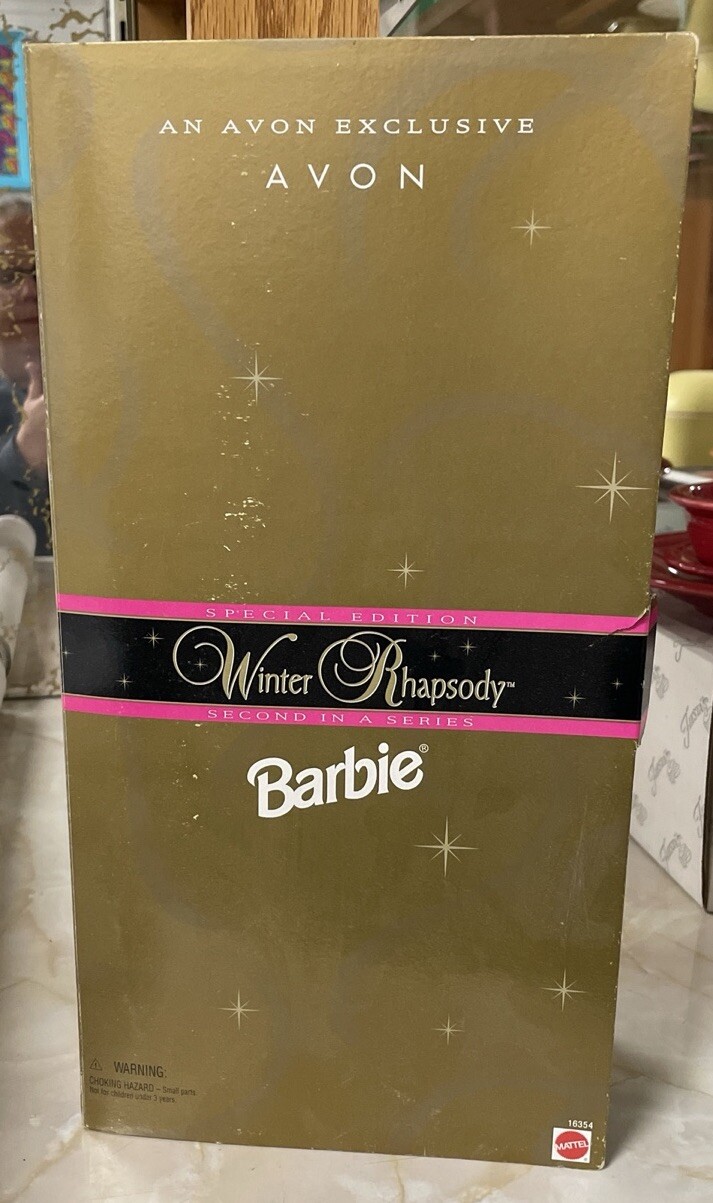 AN AVON EXCLUSIVE
AVON
SPECIAL EDITION
Winter Rhapsody™
SECOND IN A SERIES
Barbie®
⚠ WARNING:
CHOKING HAZARD – Small parts
Not for children under 3 years.
16354
MATTEL